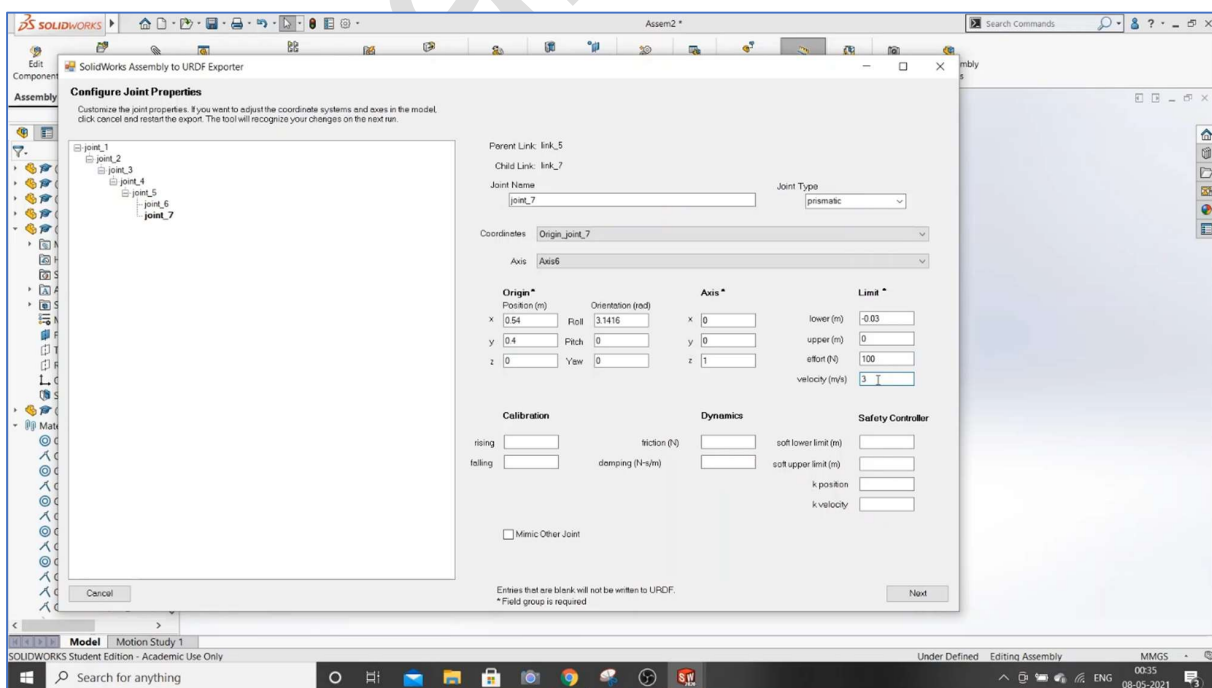 SOLIDWORKS
Assem2 *
Search Commands
Edit
Component
mbly
SolidWorks Assembly to URDF Exporter
Assembly
Configure Joint Properties
Customize the joint properties. If you want to adjust the coordinate systems and axes in the model,
click cancel and restart the export. The tool will recognize your changes on the next run.
joint_1
joint_2
joint_3
joint_4
joint_5
joint_6
joint_7
Parent Link: link_5
Child Link: link_7
Joint Name
joint_7
Joint Type
prismatic
Coordinates Origin_joint_7
Axis Axis6
Origin* Axis * Limit *
Position (m) Orientation (rad)
x 0.54 Roll 3.1416 x 0 lower (m) -0.03
y 0.4 Pitch 0 y 0 upper (m) 0
z 0 Yaw 0 z 1 effort (N) 100
velocity (m/s) 3
Calibration Dynamics Safety Controller
rising friction (N) soft lower limit (m)
falling damping (N-s/m) soft upper limit (m)
k position
k velocity
Mimic Other Joint
Mate
Cancel
Entries that are blank will not be written to URDF.
* Field group is required
Next
Model Motion Study 1
SOLIDWORKS Student Edition - Academic Use Only
Under Defined Editing Assembly MMGS
Search for anything
ENG
00:35
08-05-2021